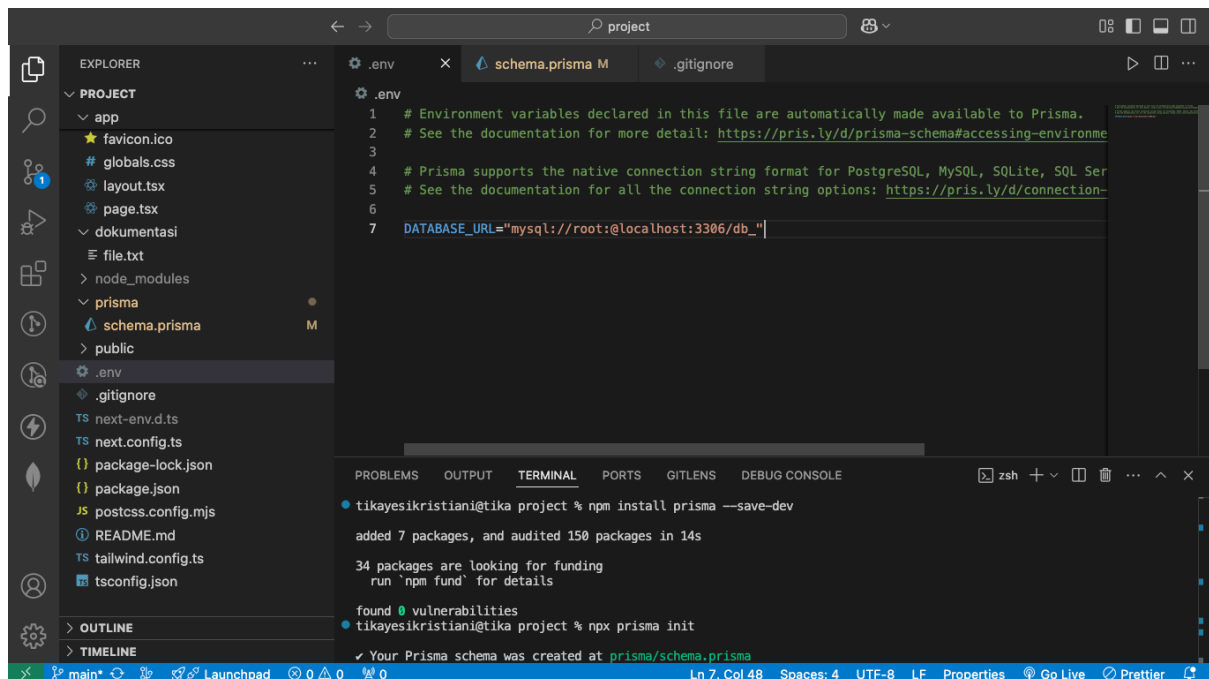 project
EXPLORER
PROJECT
app
favicon.ico
# globals.css
layout.tsx
page.tsx
dokumentasi
file.txt
node_modules
prisma
schema.prisma M
public
.env
.gitignore
TS next-env.d.ts
TS next.config.ts
{} package-lock.json
{} package.json
JS postcss.config.mjs
README.md
TS tailwind.config.ts
TS tsconfig.json
OUTLINE
TIMELINE
.env
schema.prisma M
.gitignore
.env
1 # Environment variables declared in this file are automatically made available to Prisma.
2 # See the documentation for more detail: https://pris.ly/d/prisma-schema#accessing-environme
3
4 # Prisma supports the native connection string format for PostgreSQL, MySQL, SQLite, SQL Ser
5 # See the documentation for all the connection string options: https://pris.ly/d/connection-
6
7 DATABASE_URL="mysql://root:@localhost:3306/db_"
PROBLEMS OUTPUT TERMINAL PORTS GITLENS DEBUG CONSOLE
zsh
tikayesikristiani@tika project % npm install prisma --save-dev
added 7 packages, and audited 150 packages in 14s
34 packages are looking for funding
run `npm fund` for details
found 0 vulnerabilities
tikayesikristiani@tika project % npx prisma init
✔ Your Prisma schema was created at prisma/schema.prisma
1
main* Launchpad 0 0 0 Ln 7, Col 48 Spaces: 4 UTF-8 LF Properties Go Live Prettier